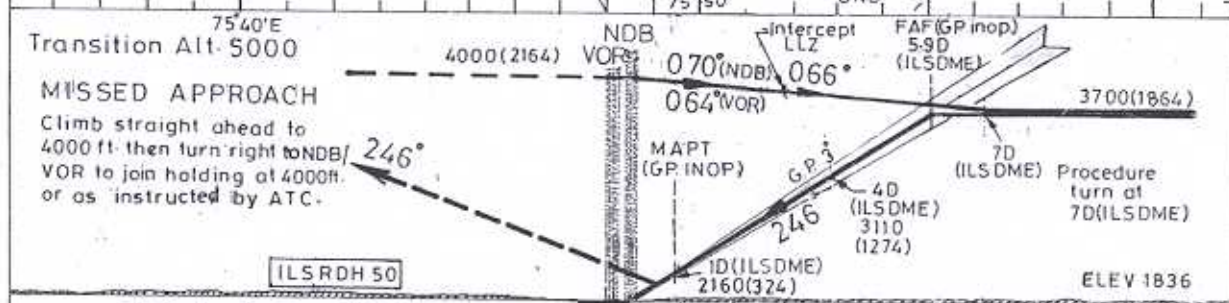 75°40'E
75°50'
Transition Alt. 5000
4000(2164)
NDB
VOR
070°(NDB) 066°
064°(VOR)
Intercept
LLZ
FAF(GP inop)
5·9D
(ILSDME)
3700(1864)
MISSED APPROACH
Climb straight ahead to
4000 ft. then turn right to NDB/
VOR to join holding at 4000ft.
or as instructed by ATC.
246°
MAPT
(GP INOP)
G.P. 3°
246
7D
(ILSDME)
Procedure
turn at
7D(ILSDME)
4D
(ILSDME)
3110
(1274)
1D(ILSDME)
2160(324)
ILS RDH 50
ELEV 1836